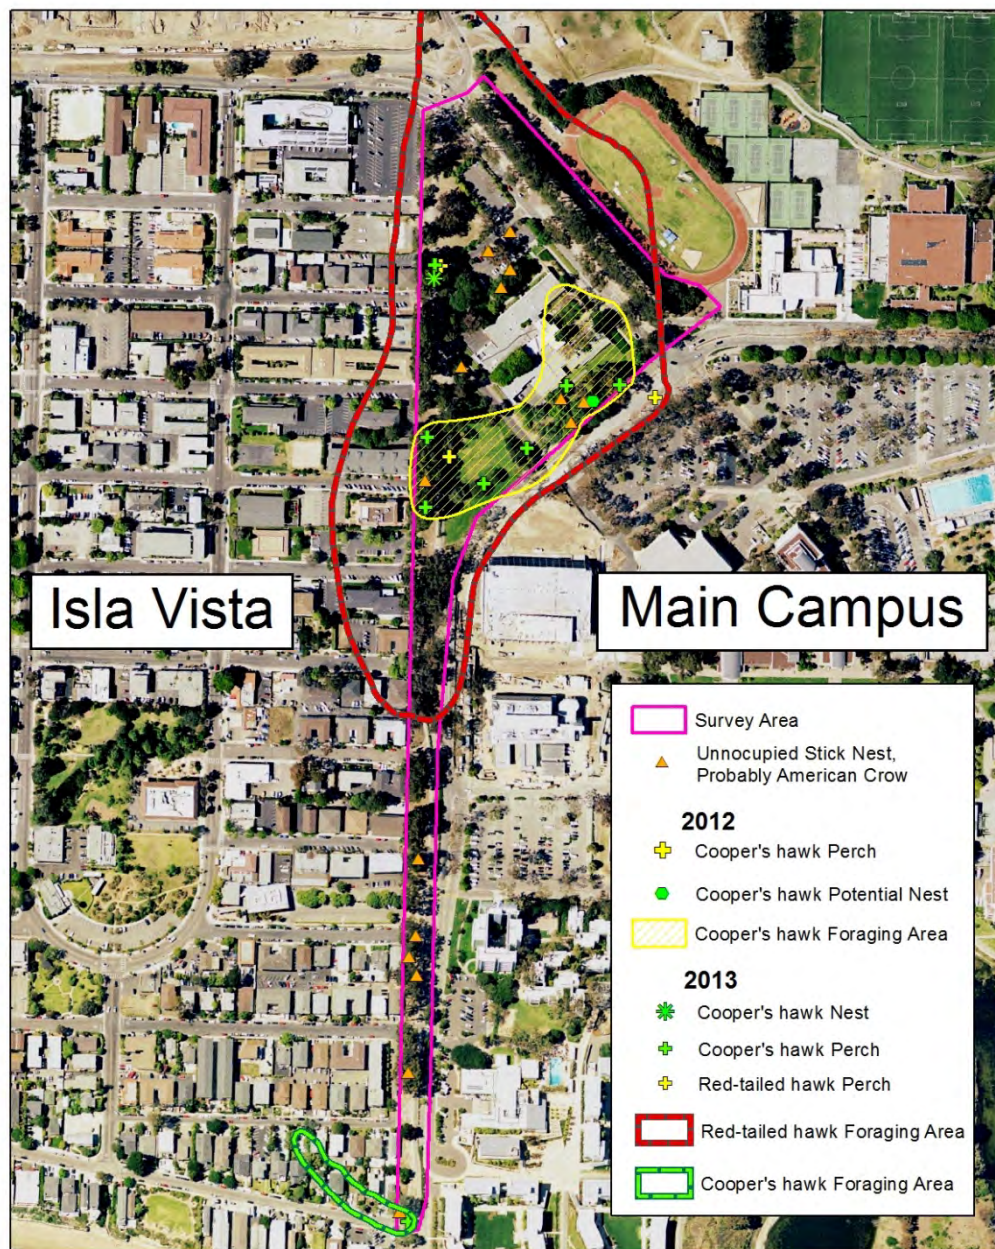 Isla Vista
Main Campus
Survey Area
Unnocupied Stick Nest,
Probably American Crow
2012
Cooper's hawk Perch
Cooper's hawk Potential Nest
Cooper's hawk Foraging Area
2013
Cooper's hawk Nest
Cooper's hawk Perch
Red-tailed hawk Perch
Red-tailed hawk Foraging Area
Cooper's hawk Foraging Area